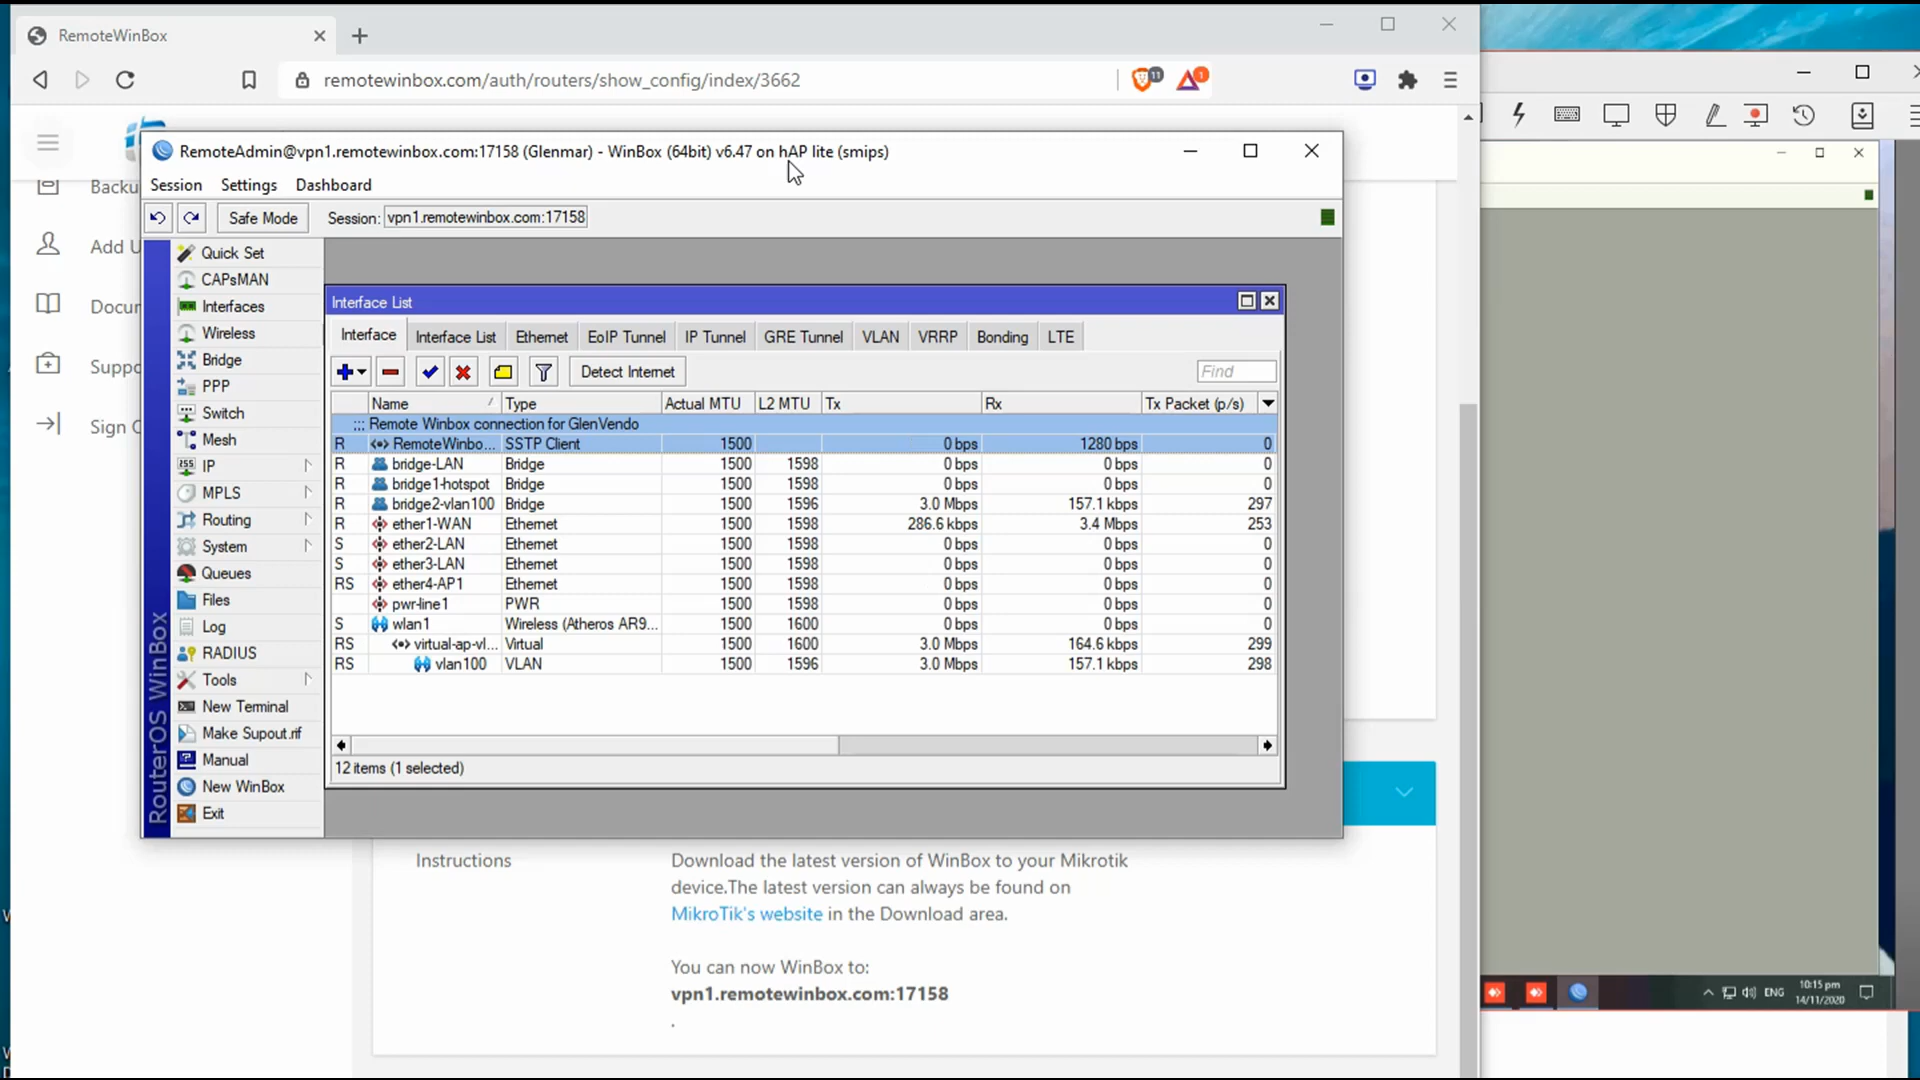 RemoteWinBox
remotewinbox.com/auth/routers/show_config/index/3662
11
1
RemoteAdmin@vpn1.remotewinbox.com:17158 (Glenmar) - WinBox (64bit) v6.47 on hAP lite (smips)
Session Settings Dashboard
Safe Mode Session: vpn1.remotewinbox.com:17158
Backu
Add U
Docur
Suppo
Sign C
RouterOS WinBox
Quick Set
CAPsMAN
Interfaces
Wireless
Bridge
PPP
Switch
Mesh
IP
MPLS
Routing
System
Queues
Files
Log
RADIUS
Tools
New Terminal
Make Supout.rif
Manual
New WinBox
Exit
Interface List
Interface Interface List Ethernet EoIP Tunnel IP Tunnel GRE Tunnel VLAN VRRP Bonding LTE
Detect Internet Find
Name Type Actual MTU L2 MTU Tx Rx Tx Packet (p/s)
::: Remote Winbox connection for GlenVendo
R RemoteWinbo... SSTP Client 1500 0 bps 1280 bps 0
R bridge-LAN Bridge 1500 1598 0 bps 0 bps 0
R bridge1-hotspot Bridge 1500 1598 0 bps 0 bps 0
R bridge2-vlan100 Bridge 1500 1596 3.0 Mbps 157.1 kbps 297
R ether1-WAN Ethernet 1500 1598 286.6 kbps 3.4 Mbps 253
S ether2-LAN Ethernet 1500 1598 0 bps 0 bps 0
S ether3-LAN Ethernet 1500 1598 0 bps 0 bps 0
RS ether4-AP1 Ethernet 1500 1598 0 bps 0 bps 0
pwr-line1 PWR 1500 1598 0 bps 0 bps 0
S wlan1 Wireless (Atheros AR9... 1500 1600 0 bps 0 bps 0
RS virtual-ap-vl... Virtual 1500 1600 3.0 Mbps 164.6 kbps 299
RS vlan100 VLAN 1500 1596 3.0 Mbps 157.1 kbps 298
12 items (1 selected)
Instructions
Download the latest version of WinBox to your Mikrotik
device.The latest version can always be found on
MikroTik's website in the Download area.
You can now WinBox to:
vpn1.remotewinbox.com:17158
.
ENG
10:15 pm
14/11/2020